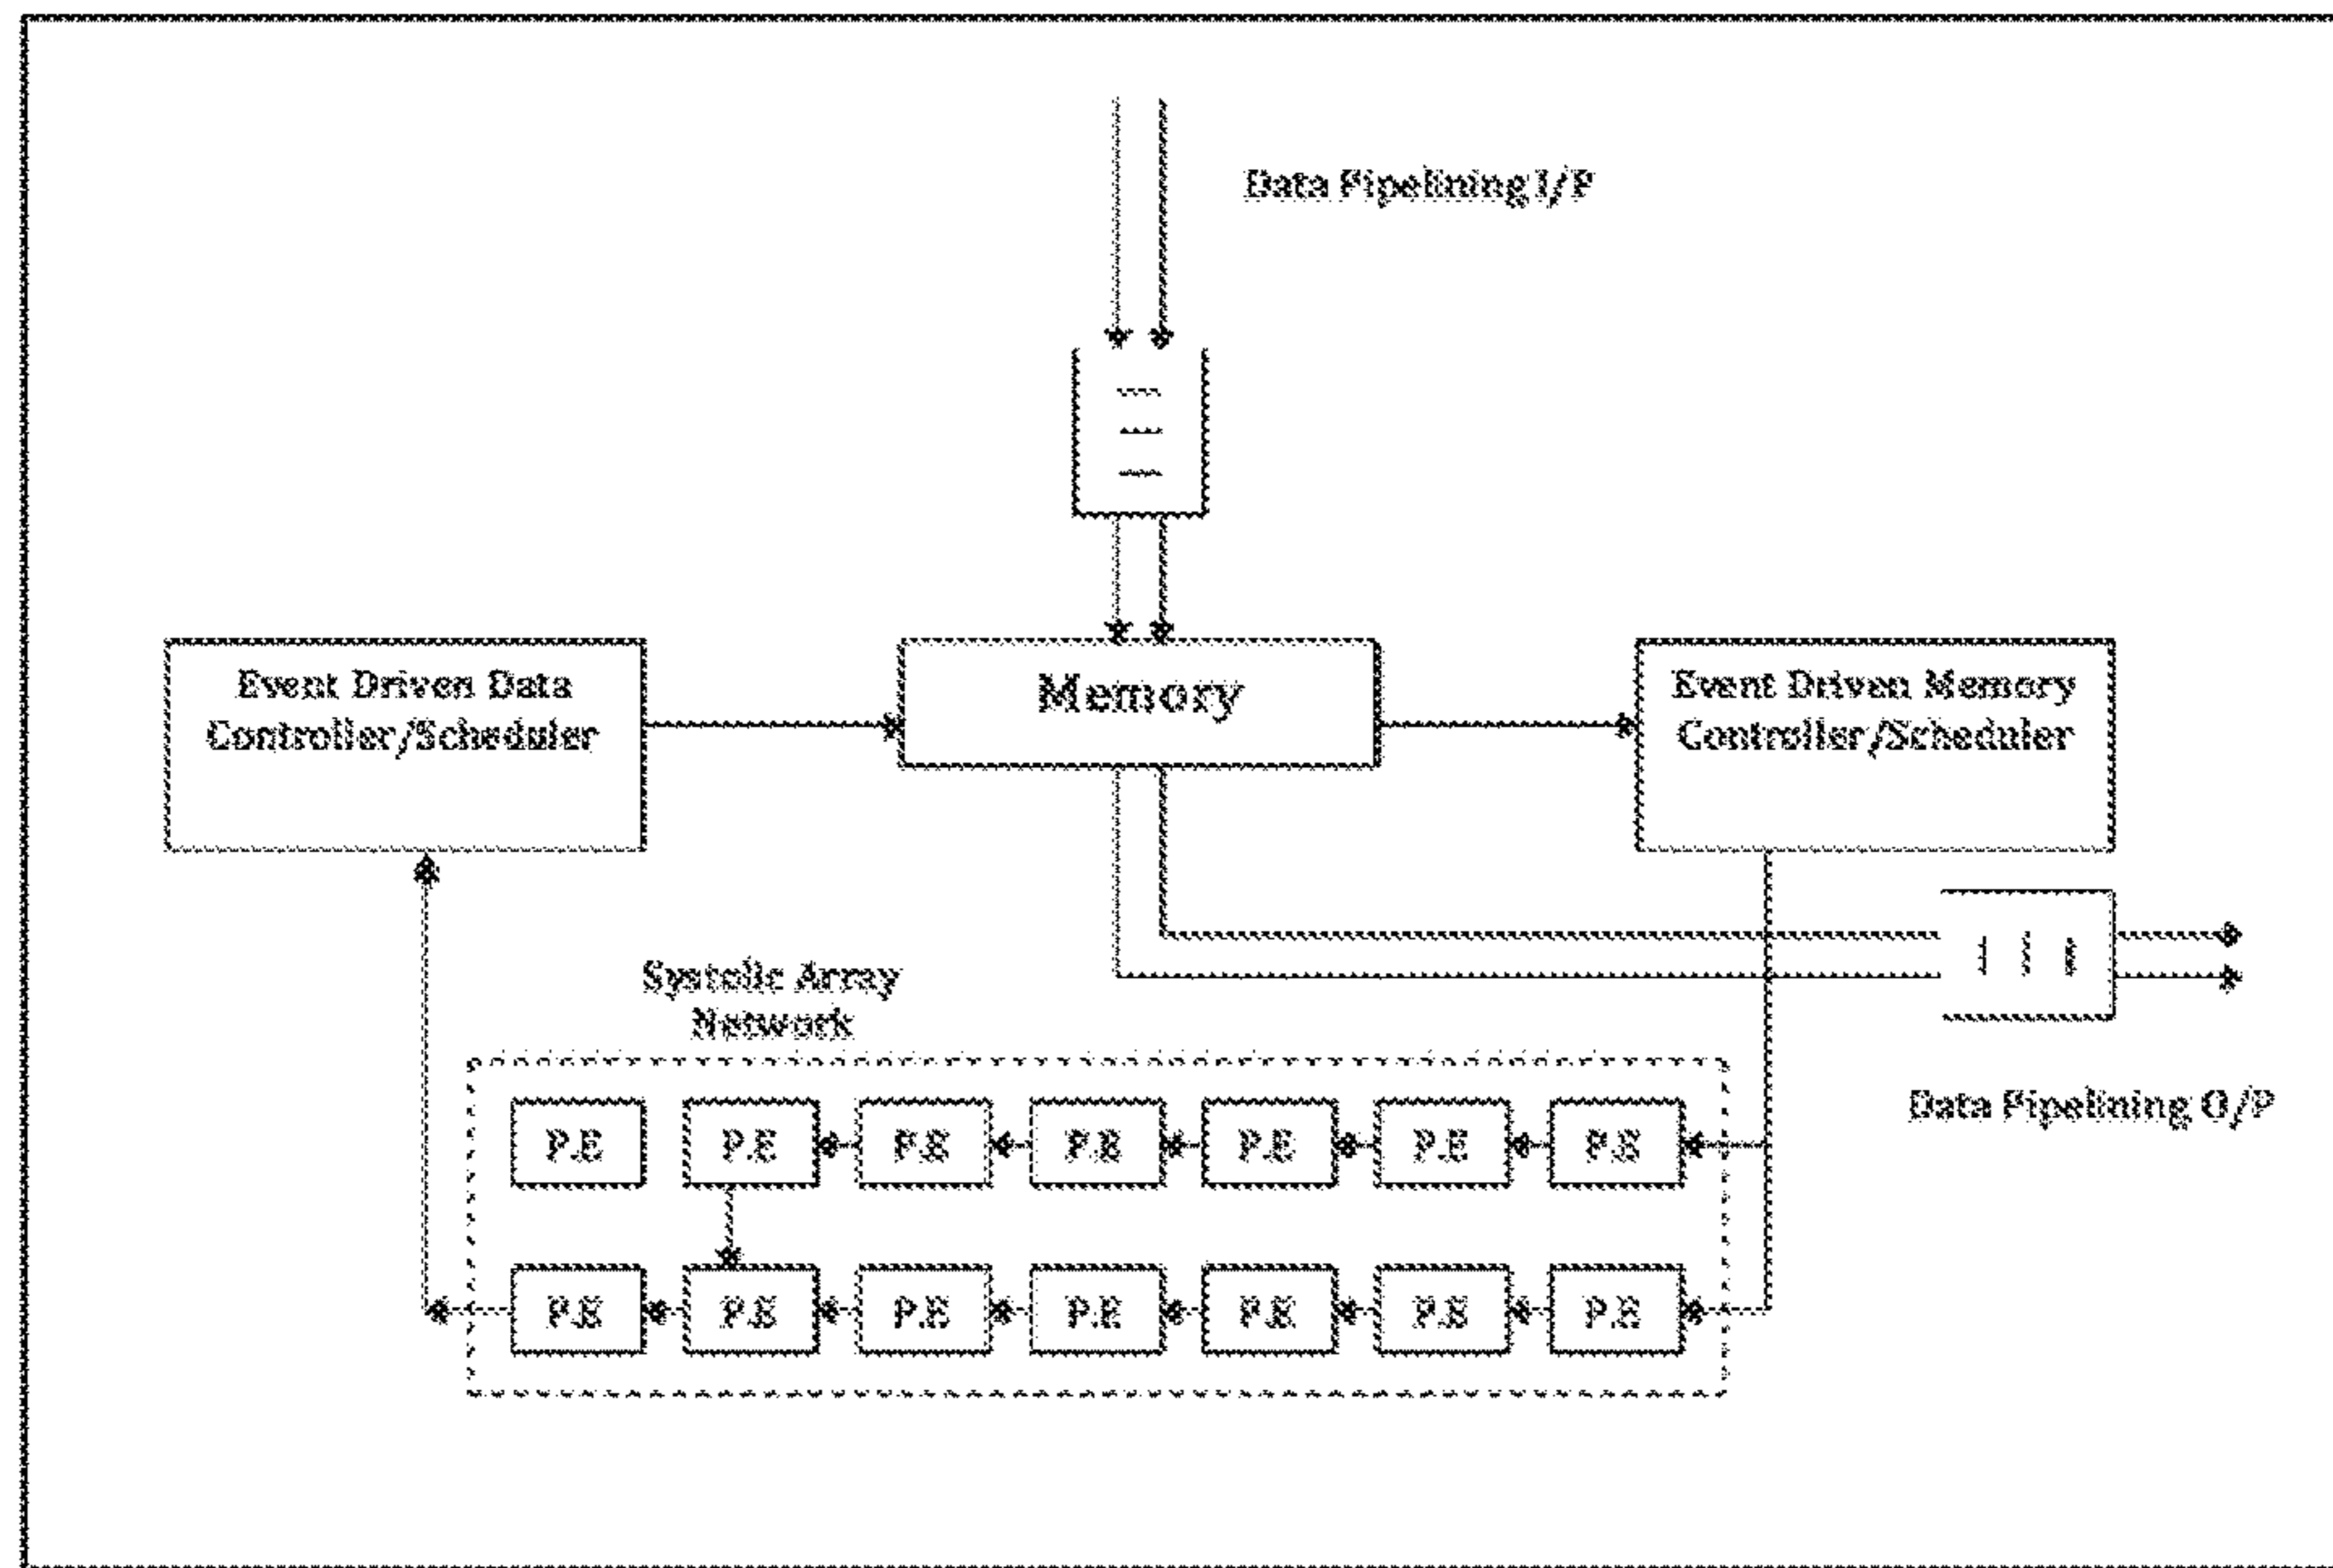 Data Pipelining I/P
Event Driven Data
Controller/Scheduler
Memory
Event Driven Memory
Controller/Scheduler
Systolic Array
Network
Data Pipelining O/P
P.E P.E P.E P.E P.E P.E P.E
P.E P.E P.E P.E P.E P.E P.E